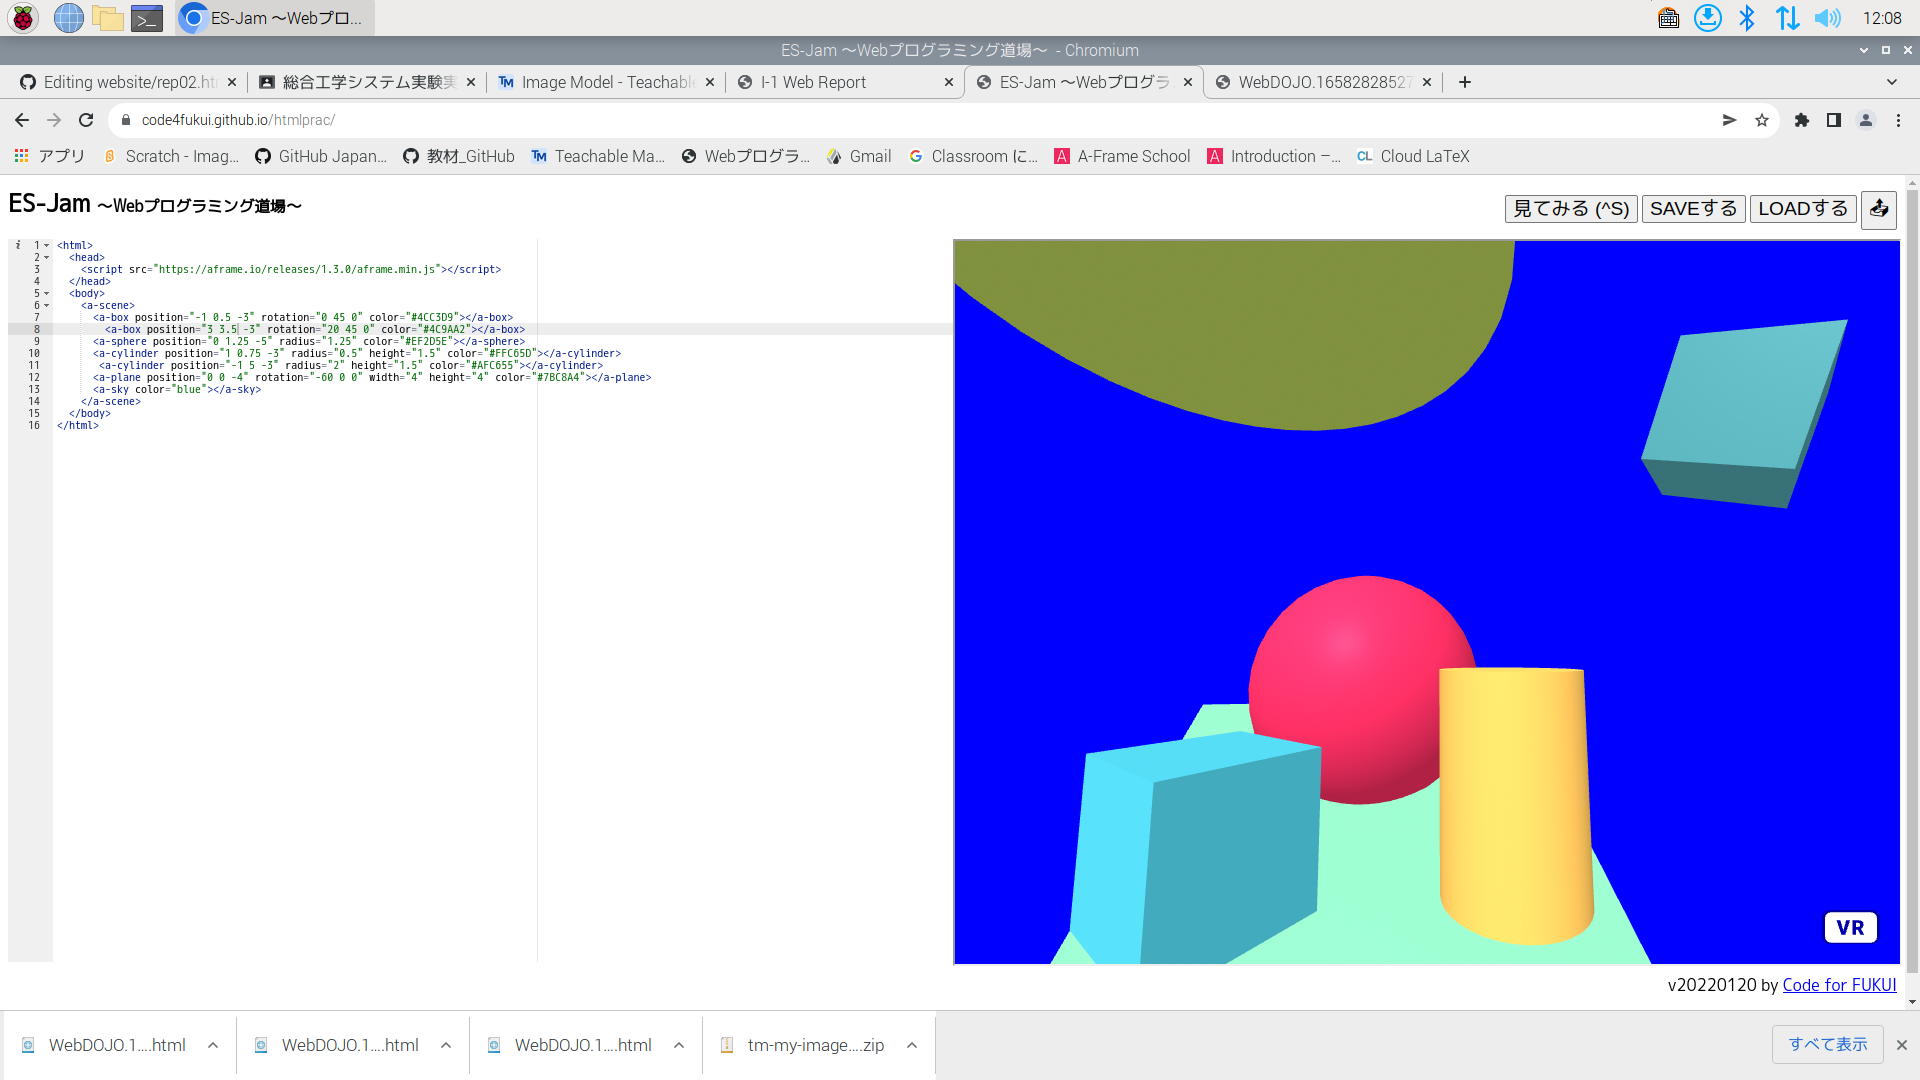 ES-Jam 〜Webプロ... 12:08
ES-Jam 〜Webプログラミング道場〜 - Chromium
Editing website/rep02.ht 総合工学システム実験実 Image Model - Teachabl I-1 Web Report ES-Jam 〜Webプログラ WebDOJO.16582828527
code4fukui.github.io/htmlprac/
アプリ Scratch - Imag... GitHub Japan... 教材_GitHub Teachable Ma... Webプログラ... Gmail Classroom に... A-Frame School Introduction –... Cloud LaTeX
ES-Jam 〜Webプログラミング道場〜 見てみる (^S) SAVEする LOADする
1 <html>
2 <head>
3 <script src="https://aframe.io/releases/1.3.0/aframe.min.js"></script>
4 </head>
5 <body>
6 <a-scene>
7 <a-box position="-1 0.5 -3" rotation="0 45 0" color="#4CC3D9"></a-box>
8 <a-box position="3 3.5 -3" rotation="20 45 0" color="#4C9AA2"></a-box>
9 <a-sphere position="0 1.25 -5" radius="1.25" color="#EF2D5E"></a-sphere>
10 <a-cylinder position="1 0.75 -3" radius="0.5" height="1.5" color="#FFC65D"></a-cylinder>
11 <a-cylinder position="-1 5 -3" radius="2" height="1.5" color="#AFC655"></a-cylinder>
12 <a-plane position="0 0 -4" rotation="-60 0 0" width="4" height="4" color="#7BC8A4"></a-plane>
13 <a-sky color="blue"></a-sky>
14 </a-scene>
15 </body>
16 </html>
VR
v20220120 by Code for FUKUI
WebDOJO.1....html WebDOJO.1....html WebDOJO.1....html tm-my-image....zip すべて表示